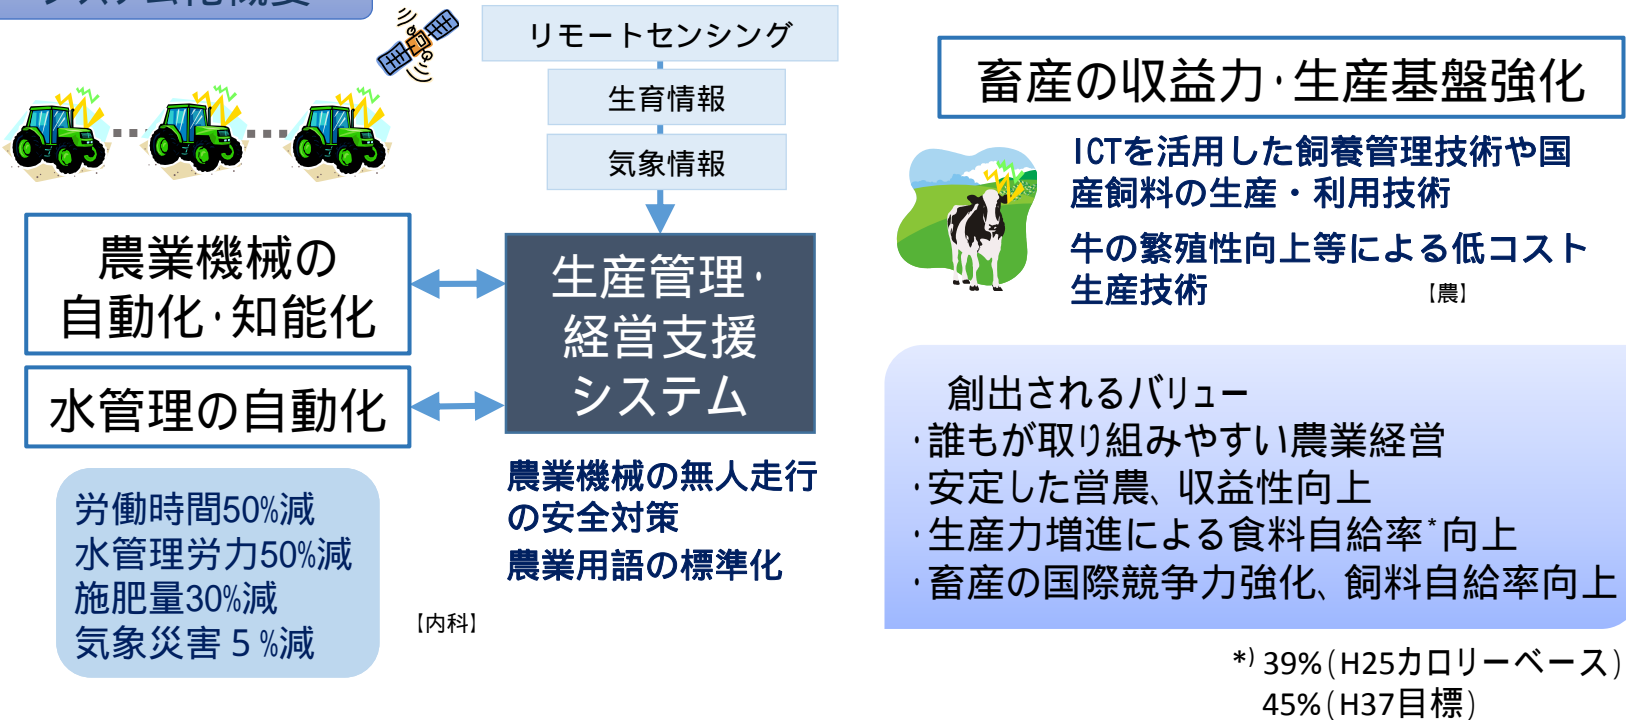 システム化概要
リモートセンシング
生育情報
気象情報
農業機械の
自動化・知能化
水管理の自動化
生産管理・
経営支援
システム
労働時間50%減
水管理労力50%減
施肥量30%減
気象災害５%減
農業機械の無人走行
の安全対策
農業用語の標準化
【内科】
畜産の収益力・生産基盤強化
ICTを活用した飼養管理技術や国
産飼料の生産・利用技術
牛の繁殖性向上等による低コスト
生産技術
【農】
創出されるバリュー
・誰もが取り組みやすい農業経営
・安定した営農、収益性向上
・生産力増進による食料自給率*向上
・畜産の国際競争力強化、飼料自給率向上
*) 39%(H25カロリーベース)
45%(H37目標)